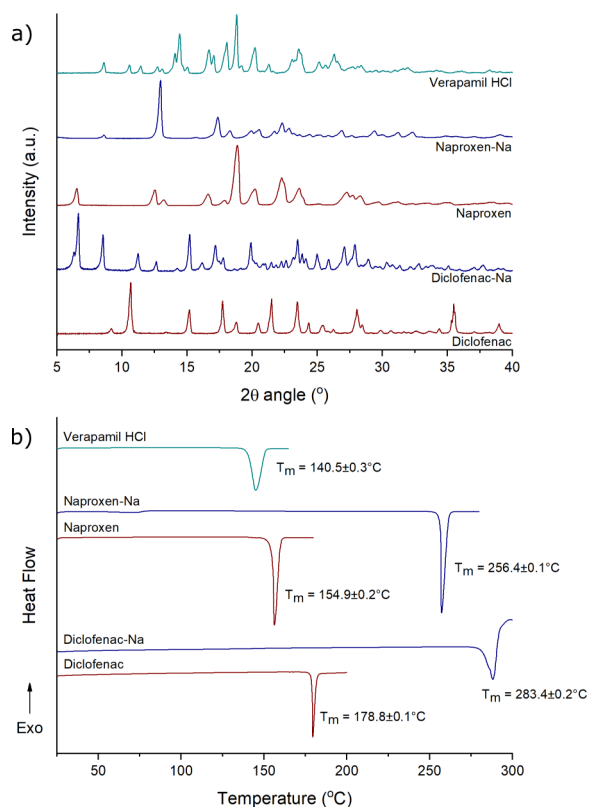 a)
Intensity (a.u.)
Verapamil HCl
Naproxen-Na
Naproxen
Diclofenac-Na
Diclofenac
5 10 15 20 25 30 35 40
2θ angle (°)
b)
Heat Flow
Exo
Verapamil HCl
Tm = 140.5±0.3°C
Naproxen-Na
Naproxen
Tm = 256.4±0.1°C
Tm = 154.9±0.2°C
Diclofenac-Na
Diclofenac
Tm = 283.4±0.2°C
Tm = 178.8±0.1°C
50 100 150 200 250 300
Temperature (°C)